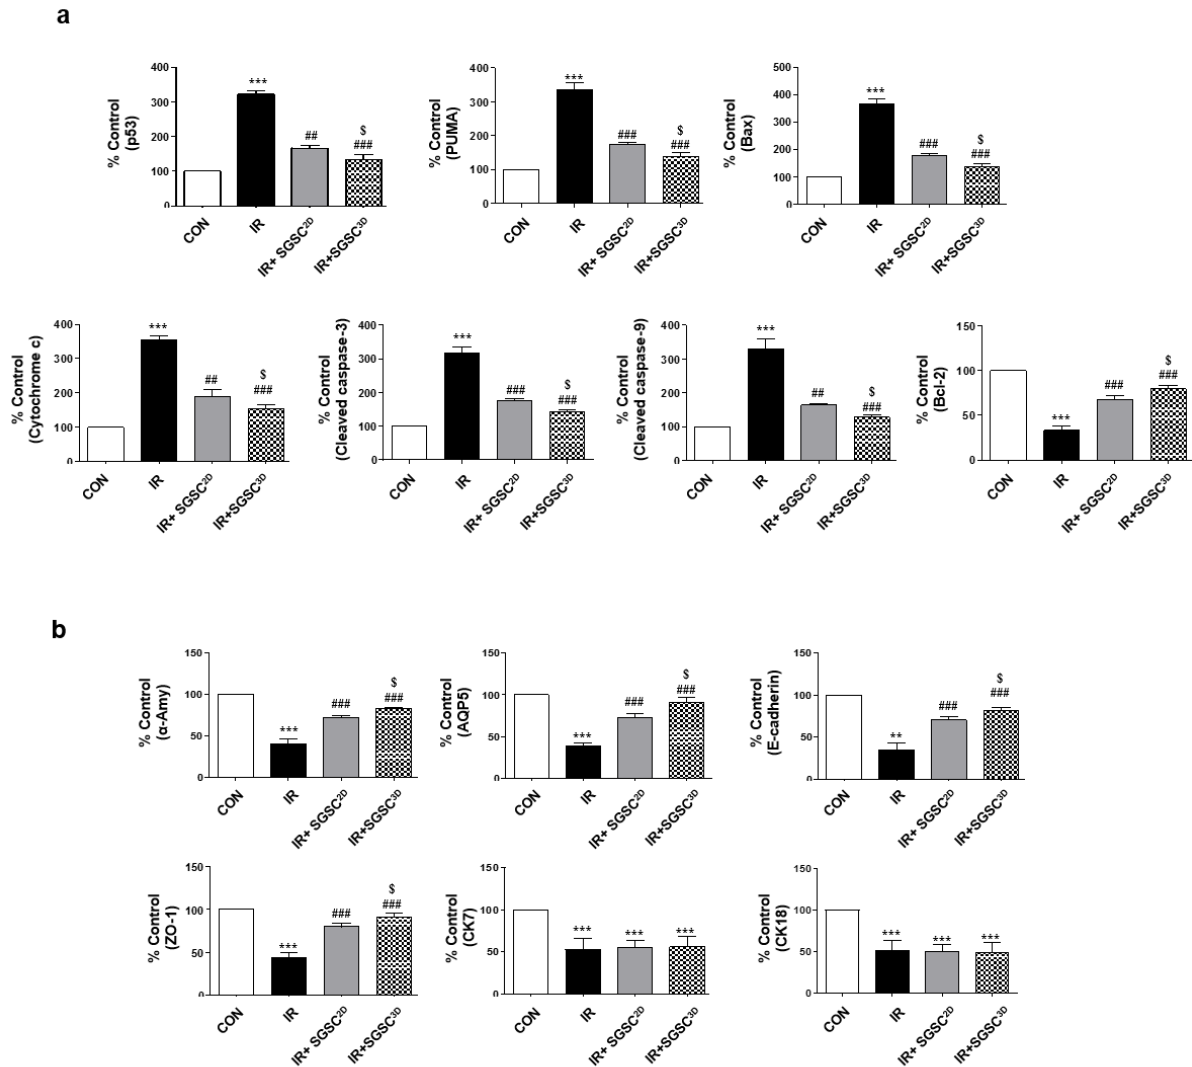 a
% Control
(p53)
400
300
200
100
0
***
##
$
###
CON
IR
IR+ SGSC2D
IR+SGSC3D
% Control
(PUMA)
400
300
200
100
0
***
###
$
###
CON
IR
IR+ SGSC2D
IR+SGSC3D
% Control
(Bax)
500
400
300
200
100
0
***
###
$
###
CON
IR
IR+ SGSC2D
IR+SGSC3D
% Control
(Cytochrome c)
400
300
200
100
0
***
##
$
###
CON
IR
IR+ SGSC2D
IR+SGSC3D
% Control
(Cleaved caspase-3)
400
300
200
100
0
***
###
$
###
CON
IR
IR+ SGSC2D
IR+SGSC3D
% Control
(Cleaved caspase-9)
400
300
200
100
0
***
##
$
###
CON
IR
IR+ SGSC2D
IR+SGSC3D
% Control
(Bcl-2)
150
100
50
0
***
###
$
###
CON
IR
IR+ SGSC2D
IR+SGSC3D
b
% Control
(α-Amy)
150
100
50
0
***
###
$
###
CON
IR
IR+ SGSC2D
IR+SGSC3D
% Control
(AQP5)
150
100
50
0
***
###
$
###
CON
IR
IR+ SGSC2D
IR+SGSC3D
% Control
(E-cadherin)
150
100
50
0
**
###
$
###
CON
IR
IR+ SGSC2D
IR+SGSC3D
% Control
(ZO-1)
150
100
50
0
***
###
$
###
CON
IR
IR+ SGSC2D
IR+SGSC3D
% Control
(CK7)
150
100
50
0
***
***
***
CON
IR
IR+ SGSC2D
IR+SGSC3D
% Control
(CK18)
150
100
50
0
***
***
***
CON
IR
IR+ SGSC2D
IR+SGSC3D